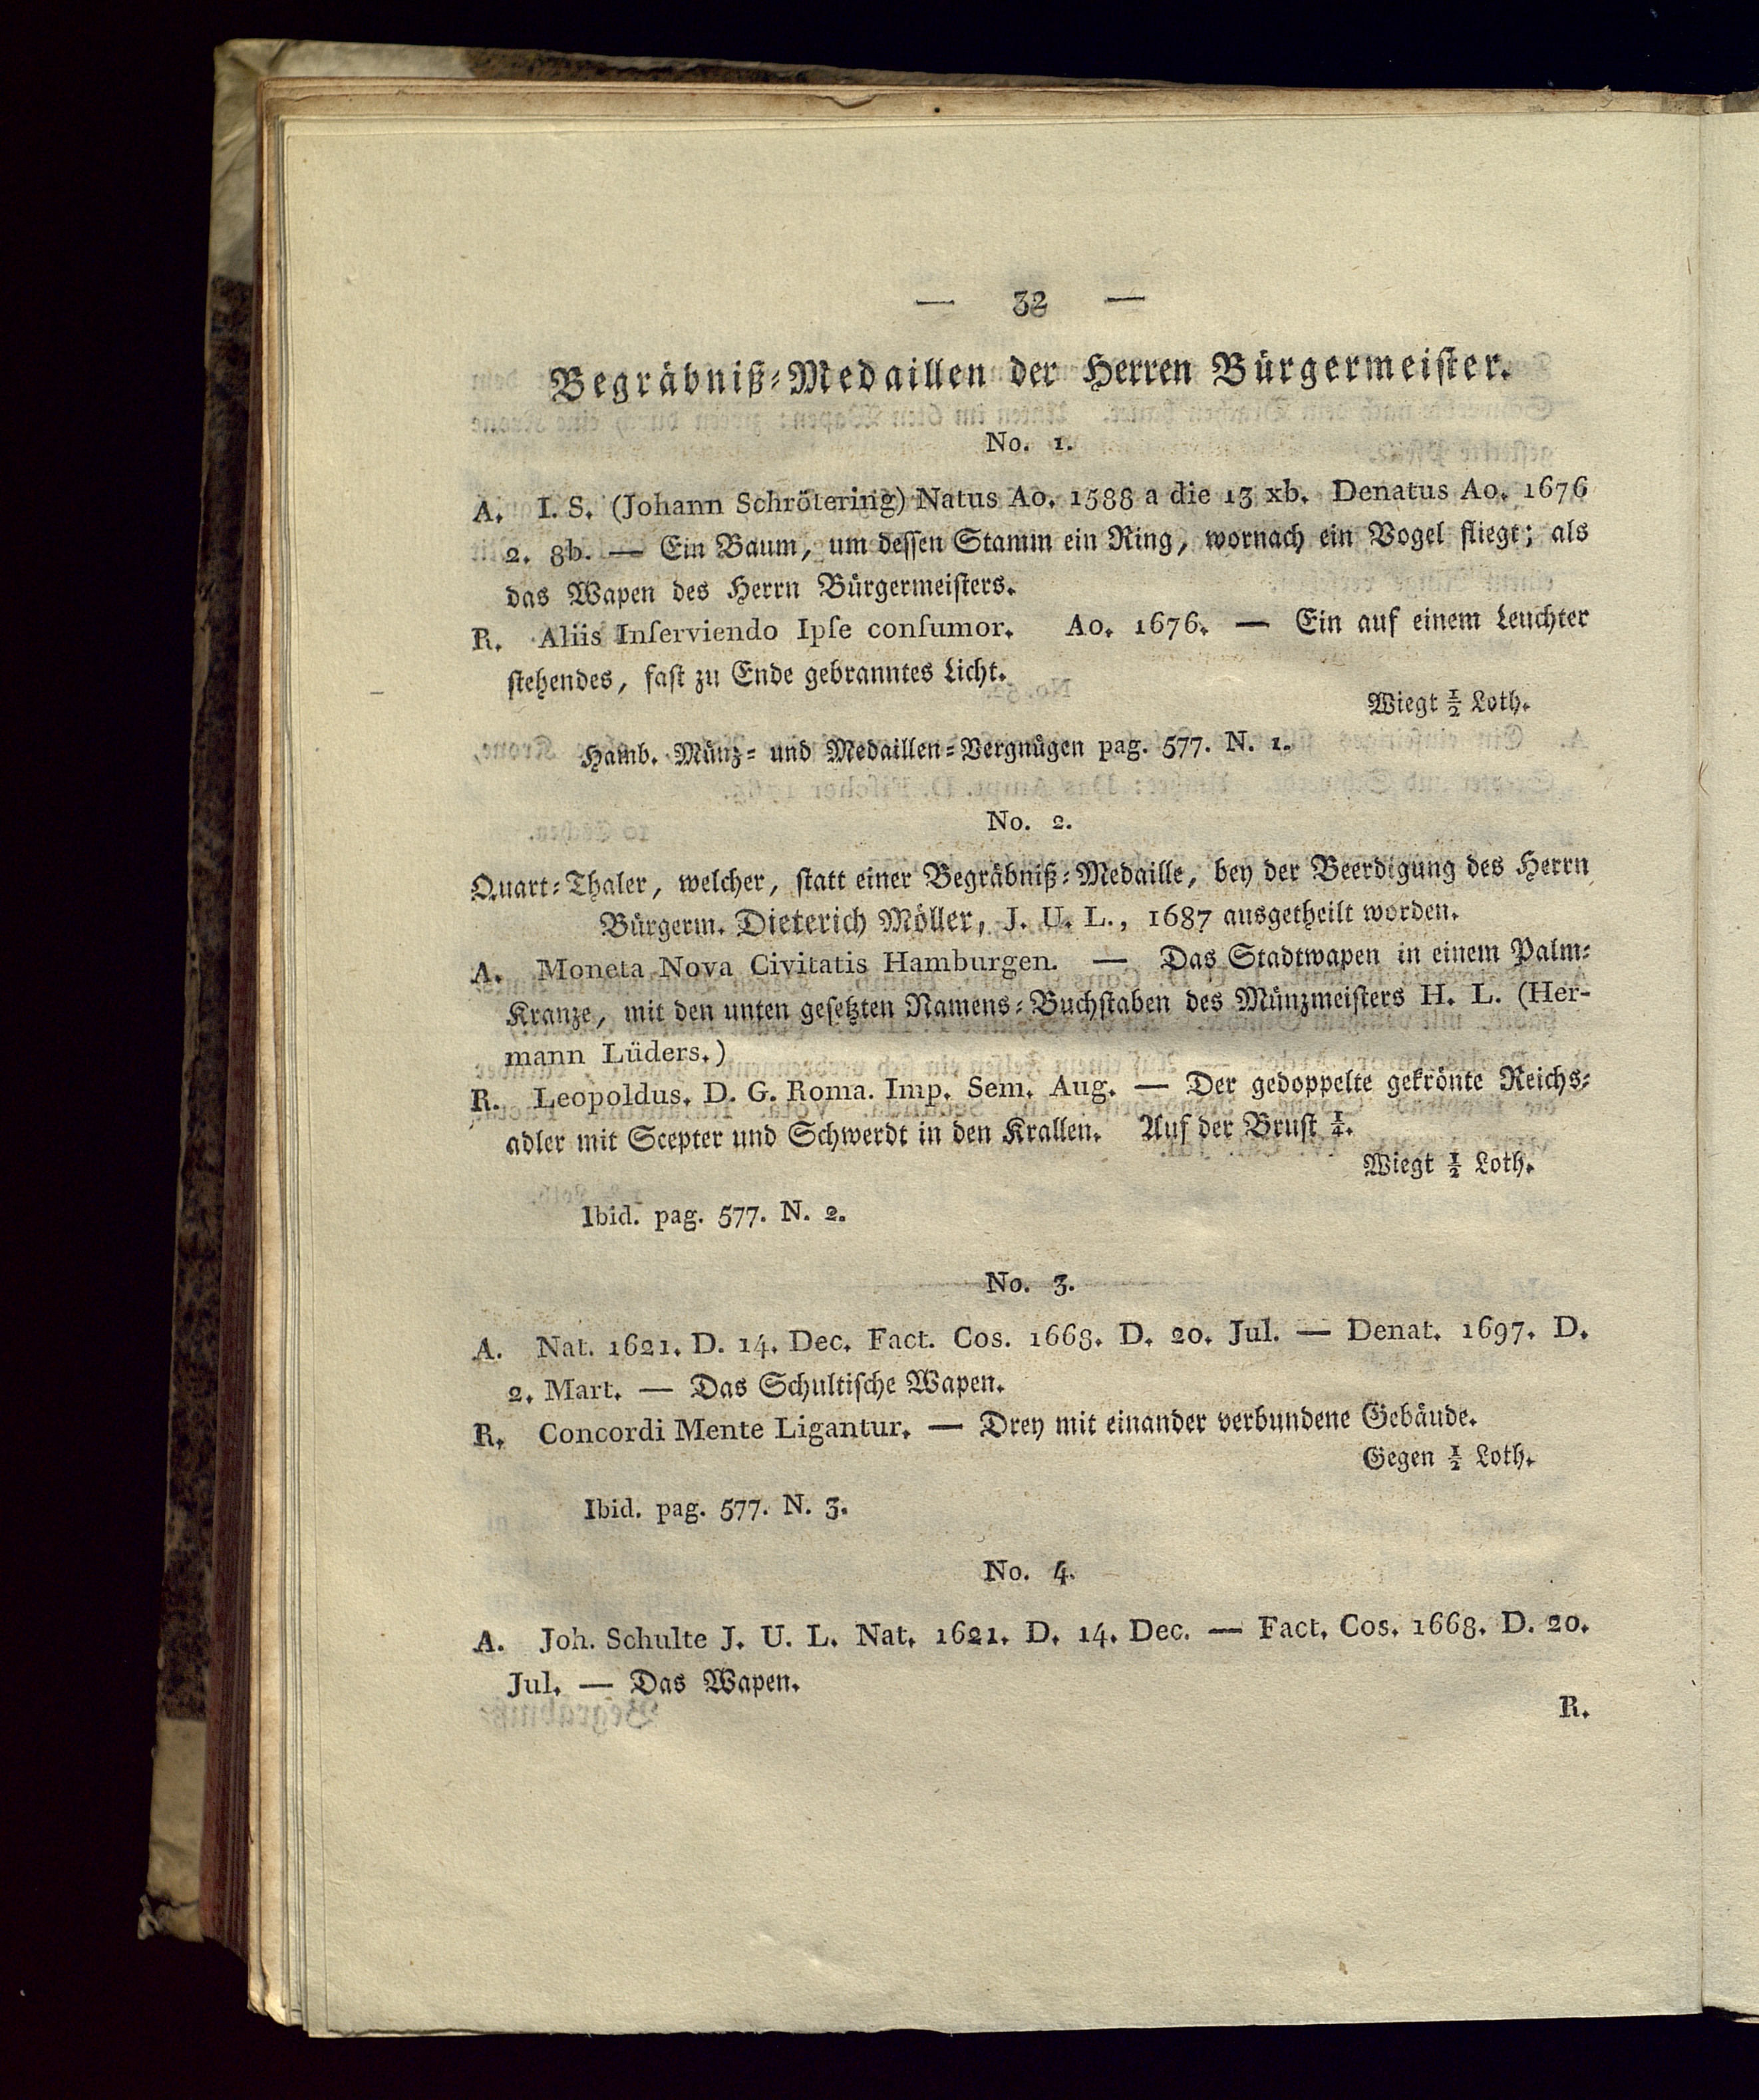 — 32 —
Begräbniß-Medaillen der Herren Bürgermeister.
No. 1.
A. I. S. (Johann Schrötering) Natus Ao. 1588 a die 13 xb. Denatus Ao. 1676
2. 8b. — Ein Baum, um dessen Stamm ein Ring, wornach ein Vogel fliegt; als
das Wapen des Herrn Bürgermeisters.
R. Aliis Inſerviendo Ipſe conſumor. Ao. 1676. — Ein auf einem Leuchter
stehendes, fast zu Ende gebranntes Licht.
Wiegt ½ Loth.
Hamb. Münz- und Medaillen-Vergnügen pag. 577. N. 1.
No. 2.
Quart-Thaler, welcher, statt einer Begräbniß-Medaille, bey der Beerdigung des Herrn
Bürgerm. Dieterich Möller, J. U. L., 1687 ausgetheilt worden.
A. Moneta Nova Civitatis Hamburgen. — Das Stadtwapen in einem Palm-
Kranze, mit den unten gesetzten Namens-Buchstaben des Münzmeisters H. L. (Her-
mann Lüders.)
R. Leopoldus. D. G. Roma. Imp. Sem. Aug. — Der gedoppelte gekrönte Reichs-
adler mit Scepter und Schwerdt in den Krallen. Auf der Brust ¼.
Wiegt ½ Loth.
Ibid. pag. 577. N. 2.
No. 3.
A. Nat. 1621. D. 14. Dec. Fact. Cos. 1668. D. 20. Jul. — Denat. 1697. D.
2. Mart. — Das Schultische Wapen.
R. Concordi Mente Ligantur. — Drey mit einander verbundene Gebäude.
Gegen ½ Loth.
Ibid. pag. 577. N. 3.
No. 4.
A. Joh. Schulte J. U. L. Nat. 1621. D. 14. Dec. — Fact. Cos. 1668. D. 20.
Jul. — Das Wapen.
R.